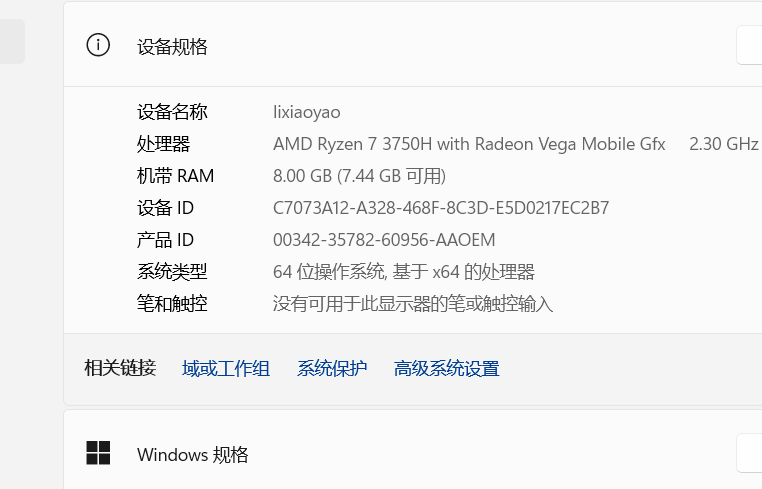 设备规格
设备名称 lixiaoyao
处理器 AMD Ryzen 7 3750H with Radeon Vega Mobile Gfx 2.30 GHz
机带 RAM 8.00 GB (7.44 GB 可用)
设备 ID C7073A12-A328-468F-8C3D-E5D0217EC2B7
产品 ID 00342-35782-60956-AAOEM
系统类型 64 位操作系统, 基于 x64 的处理器
笔和触控 没有可用于此显示器的笔或触控输入
相关链接 域或工作组 系统保护 高级系统设置
Windows 规格